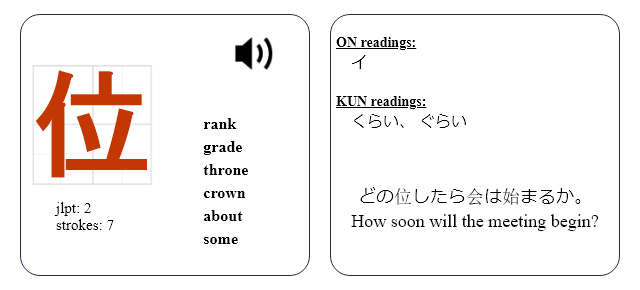 位
jlpt: 2
strokes: 7
rank
grade
throne
crown
about
some
ON readings:
イ
KUN readings:
くらい、 ぐらい
どの位したら会は始まるか。
How soon will the meeting begin?